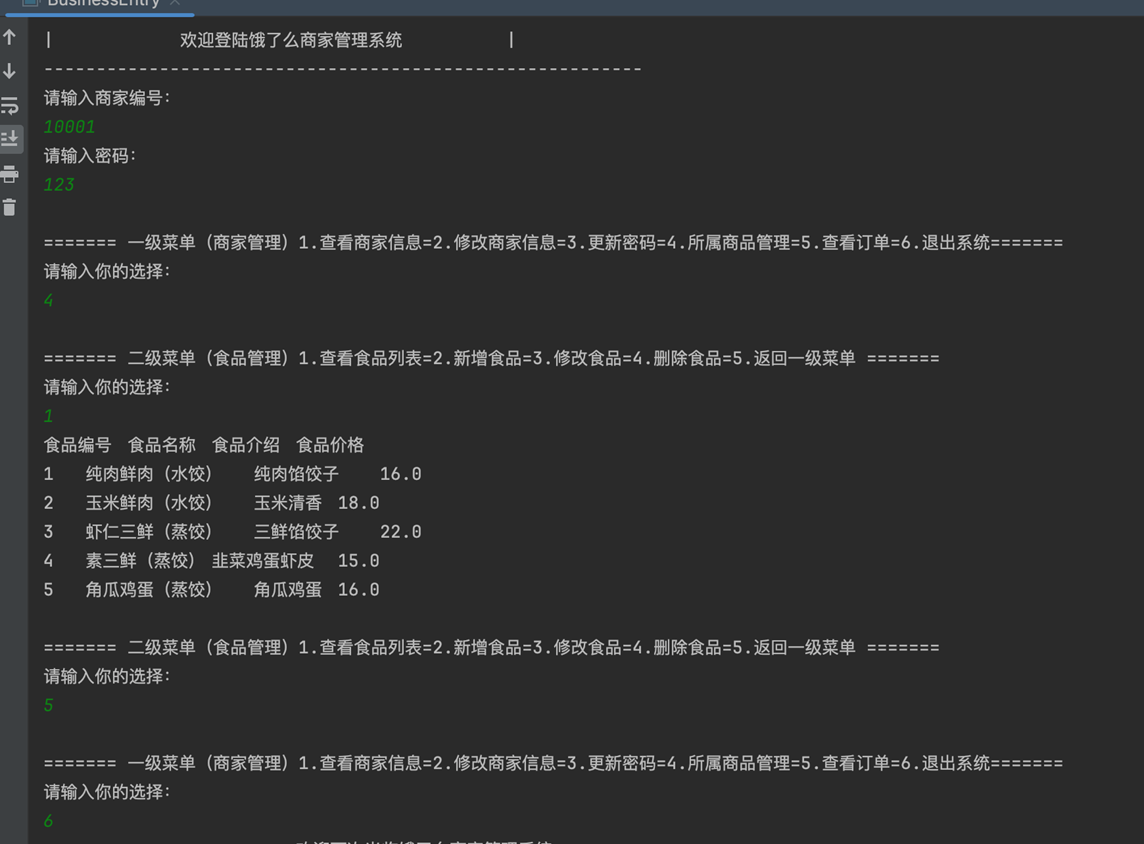 BusinessEntry
|          欢迎登陆饿了么商家管理系统          |
---------------------------------------------------------
请输入商家编号:
10001
请输入密码:
123
======= 一级菜单（商家管理）1.查看商家信息=2.修改商家信息=3.更新密码=4.所属商品管理=5.查看订单=6.退出系统=======
请输入你的选择:
4
======= 二级菜单（食品管理）1.查看食品列表=2.新增食品=3.修改食品=4.删除食品=5.返回一级菜单 =======
请输入你的选择:
1
食品编号 食品名称 食品介绍 食品价格
1 纯肉鲜肉（水饺） 纯肉馅饺子 16.0
2 玉米鲜肉（水饺） 玉米清香 18.0
3 虾仁三鲜（蒸饺） 三鲜馅饺子 22.0
4 素三鲜（蒸饺） 韭菜鸡蛋虾皮 15.0
5 角瓜鸡蛋（蒸饺） 角瓜鸡蛋 16.0
======= 二级菜单（食品管理）1.查看食品列表=2.新增食品=3.修改食品=4.删除食品=5.返回一级菜单 =======
请输入你的选择:
5
======= 一级菜单（商家管理）1.查看商家信息=2.修改商家信息=3.更新密码=4.所属商品管理=5.查看订单=6.退出系统=======
请输入你的选择:
6